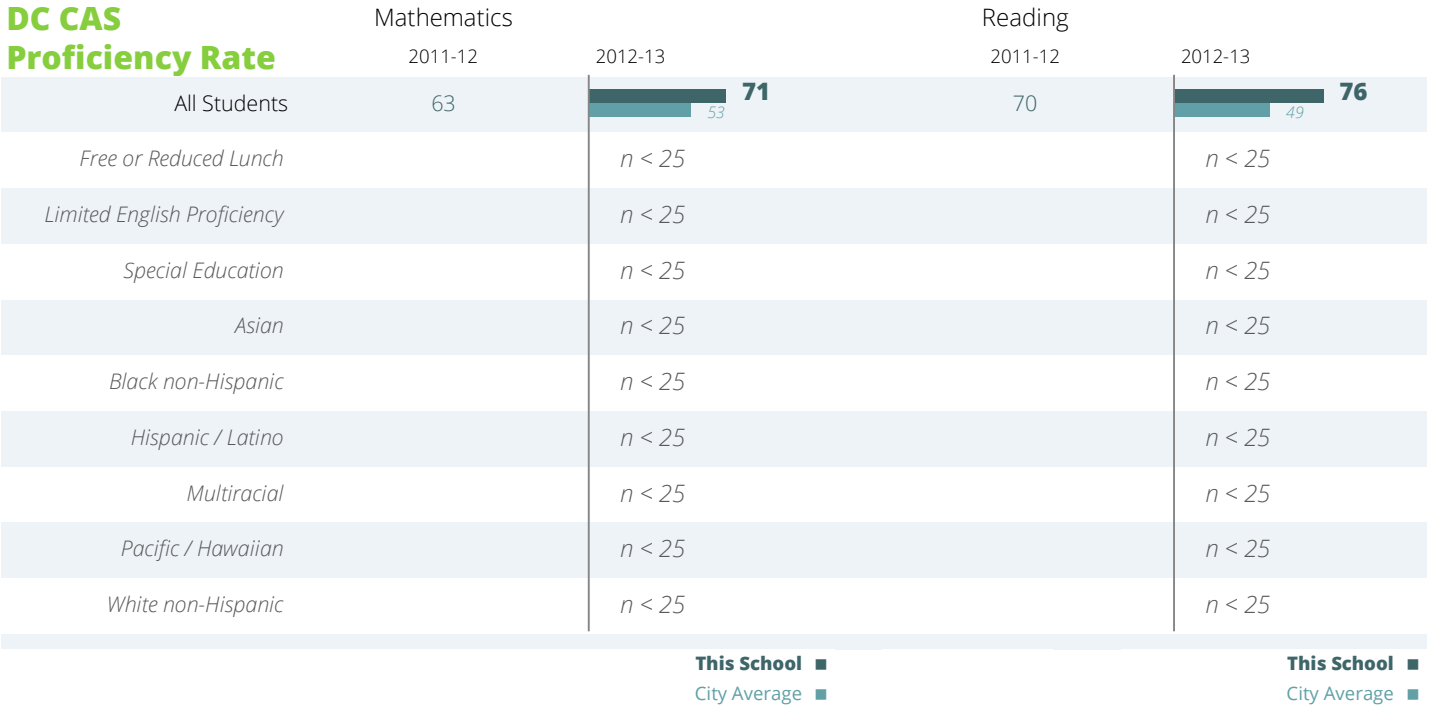 DC CAS
Proficiency Rate
Mathematics
Reading
2011-12 2012-13 2011-12 2012-13
All Students 63 71 53 70 76 49
Free or Reduced Lunch n < 25 n < 25
Limited English Proficiency n < 25 n < 25
Special Education n < 25 n < 25
Asian n < 25 n < 25
Black non-Hispanic n < 25 n < 25
Hispanic / Latino n < 25 n < 25
Multiracial n < 25 n < 25
Pacific / Hawaiian n < 25 n < 25
White non-Hispanic n < 25 n < 25
This School This School
City Average City Average